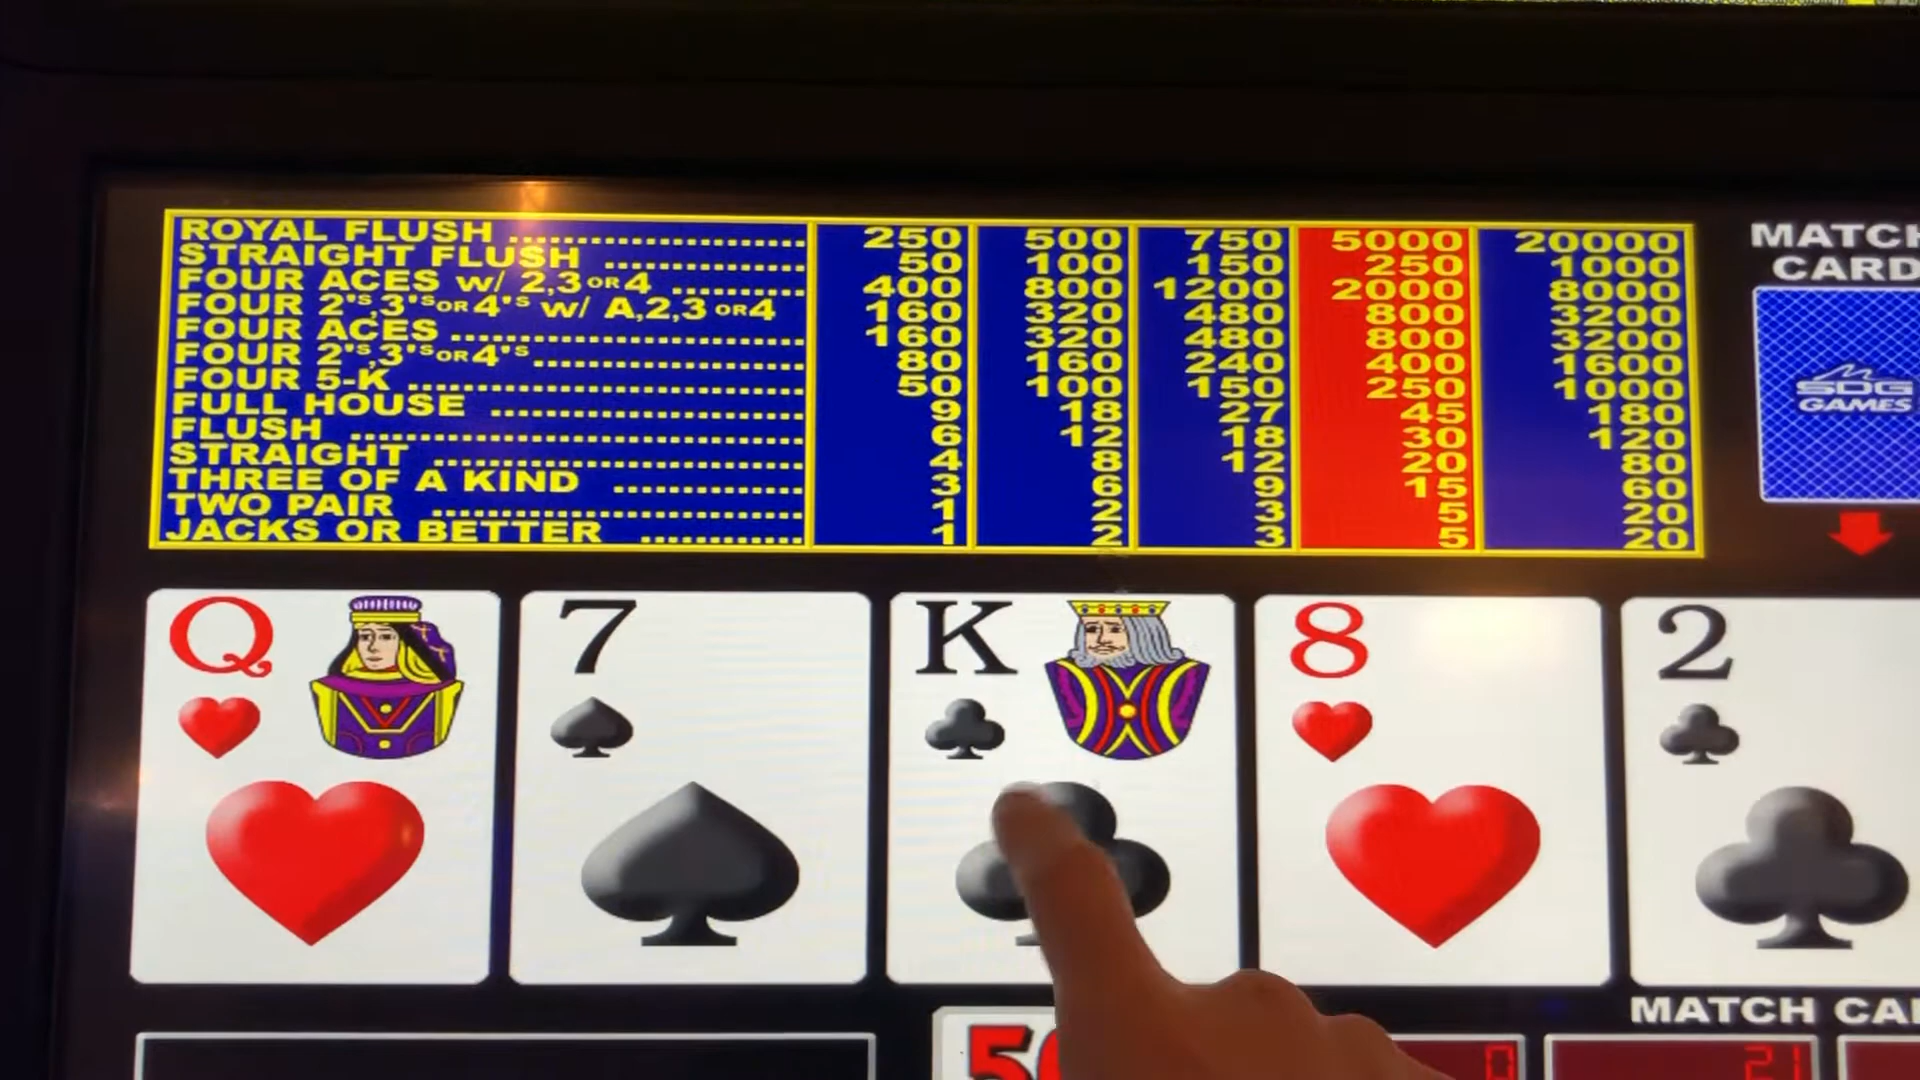 ROYAL FLUSH .................... 250 500 750 5000 20000
STRAIGHT FLUSH ............. 50 100 150 250 1000
FOUR ACES w/ 2,3 OR 4 ......... 400 800 1200 2000 8000
FOUR 2's,3's OR 4's w/ A,2,3 OR 4 160 320 480 800 3200
FOUR ACES ........................ 160 320 480 800 3200
FOUR 2's,3's OR 4's .................. 80 160 240 400 1600
FOUR 5-K ........................... 50 100 150 250 1000
FULL HOUSE ..................... 9 18 27 45 180
FLUSH ............................... 6 12 18 30 120
STRAIGHT ......................... 4 8 12 20 80
THREE OF A KIND ............. 3 6 9 15 60
TWO PAIR ......................... 1 2 3 5 20
JACKS OR BETTER ........... 1 2 3 5 20
MATCH
CARD
SDG
GAMES
Q
7
K
8
2
MATCH
50
0
21